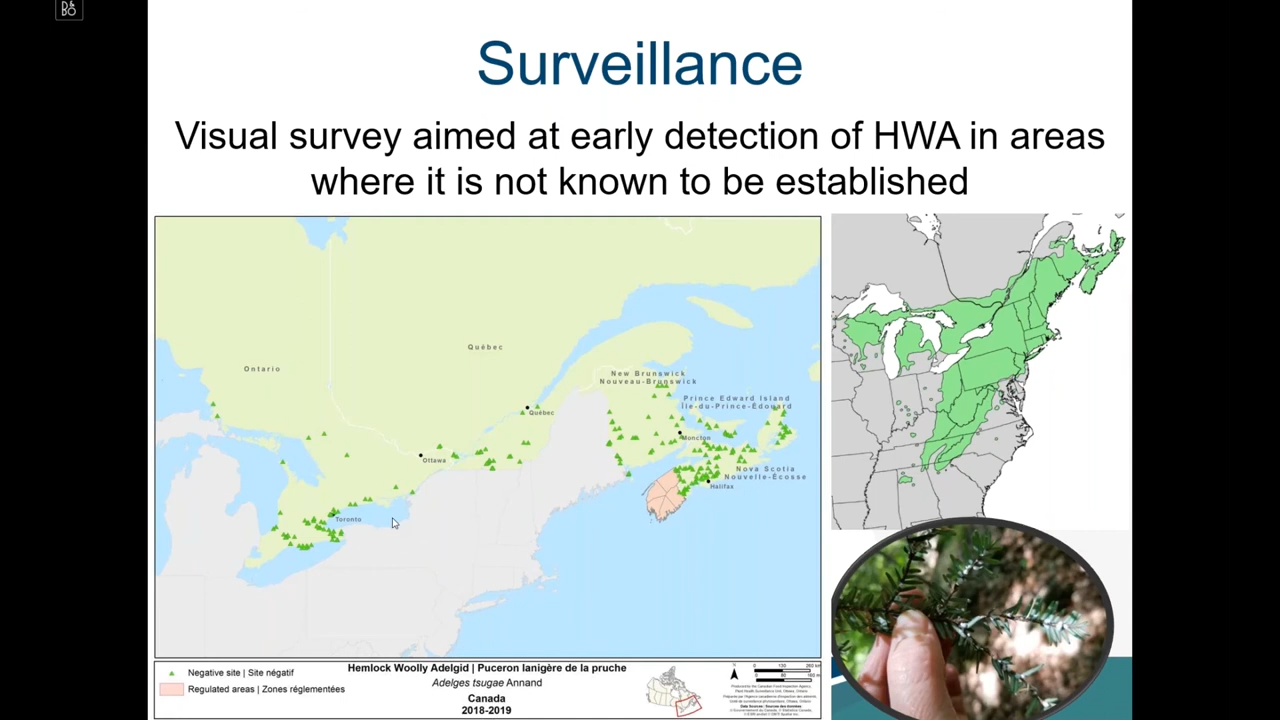 B&O
Surveillance
Visual survey aimed at early detection of HWA in areas
where it is not known to be established
Québec
Ontario
New Brunswick
Nouveau-Brunswick
Prince Edward Island
Île-du-Prince-Édouard
Québec
Moncton
Ottawa
Nova Scotia
Nouvelle-Écosse
Halifax
Toronto
Negative site | Site négatif
Regulated areas | Zones réglementées
Hemlock Woolly Adelgid | Puceron lanigère de la pruche
Adelges tsugae Annand
Canada
2018-2019
N